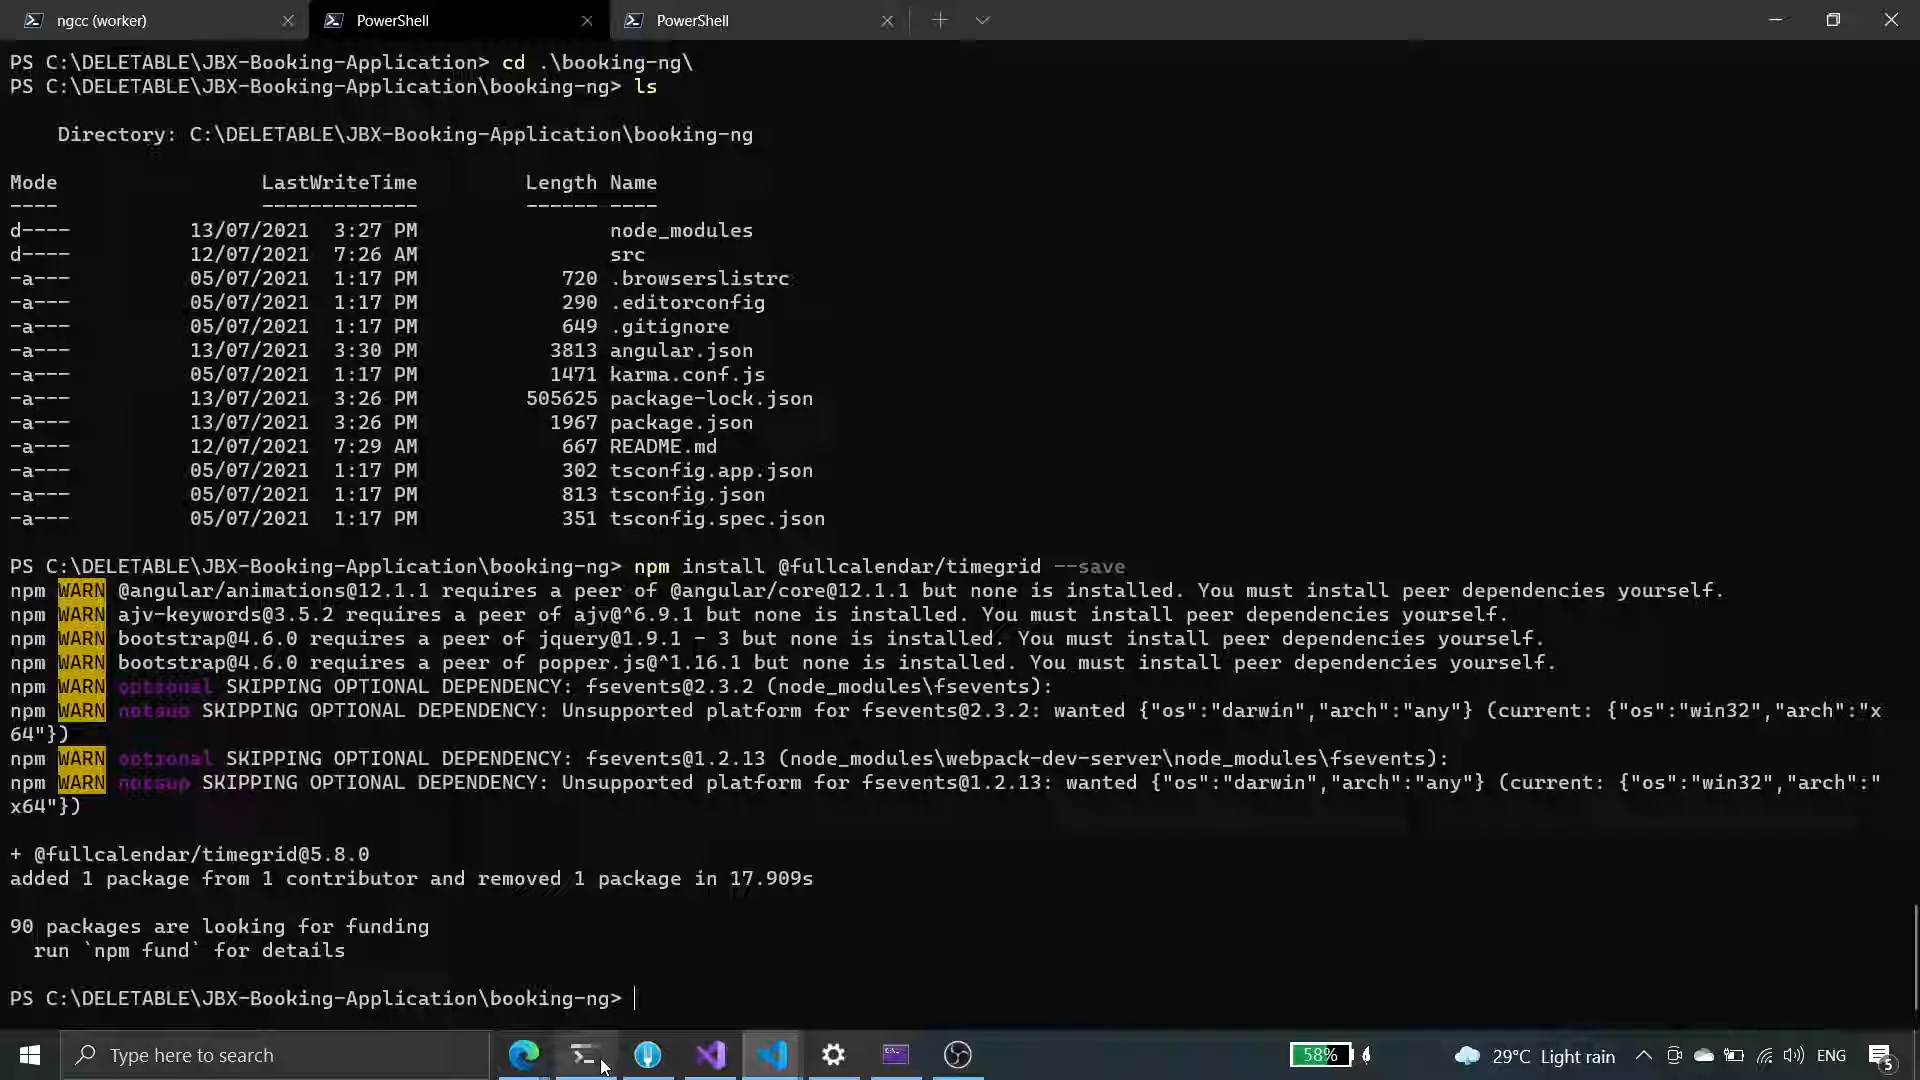 ngcc (worker)
PowerShell
PowerShell
PS C:\DELETABLE\JBX-Booking-Application> cd .\booking-ng\
PS C:\DELETABLE\JBX-Booking-Application\booking-ng> ls
Directory: C:\DELETABLE\JBX-Booking-Application\booking-ng
Mode LastWriteTime Length Name
---- ------------- ------ ----
d---- 13/07/2021 3:27 PM node_modules
d---- 12/07/2021 7:26 AM src
-a--- 05/07/2021 1:17 PM 720 .browserslistrc
-a--- 05/07/2021 1:17 PM 290 .editorconfig
-a--- 05/07/2021 1:17 PM 649 .gitignore
-a--- 13/07/2021 3:30 PM 3813 angular.json
-a--- 05/07/2021 1:17 PM 1471 karma.conf.js
-a--- 13/07/2021 3:26 PM 505625 package-lock.json
-a--- 13/07/2021 3:26 PM 1967 package.json
-a--- 12/07/2021 7:29 AM 667 README.md
-a--- 05/07/2021 1:17 PM 302 tsconfig.app.json
-a--- 05/07/2021 1:17 PM 813 tsconfig.json
-a--- 05/07/2021 1:17 PM 351 tsconfig.spec.json
PS C:\DELETABLE\JBX-Booking-Application\booking-ng> npm install @fullcalendar/timegrid --save
npm WARN @angular/animations@12.1.1 requires a peer of @angular/core@12.1.1 but none is installed. You must install peer dependencies yourself.
npm WARN ajv-keywords@3.5.2 requires a peer of ajv@^6.9.1 but none is installed. You must install peer dependencies yourself.
npm WARN bootstrap@4.6.0 requires a peer of jquery@1.9.1 - 3 but none is installed. You must install peer dependencies yourself.
npm WARN bootstrap@4.6.0 requires a peer of popper.js@^1.16.1 but none is installed. You must install peer dependencies yourself.
npm WARN optional SKIPPING OPTIONAL DEPENDENCY: fsevents@2.3.2 (node_modules\fsevents):
npm WARN notsup SKIPPING OPTIONAL DEPENDENCY: Unsupported platform for fsevents@2.3.2: wanted {"os":"darwin","arch":"any"} (current: {"os":"win32","arch":"x
64"})
npm WARN optional SKIPPING OPTIONAL DEPENDENCY: fsevents@1.2.13 (node_modules\webpack-dev-server\node_modules\fsevents):
npm WARN notsup SKIPPING OPTIONAL DEPENDENCY: Unsupported platform for fsevents@1.2.13: wanted {"os":"darwin","arch":"any"} (current: {"os":"win32","arch":"
x64"})
+ @fullcalendar/timegrid@5.8.0
added 1 package from 1 contributor and removed 1 package in 17.909s
90 packages are looking for funding
run `npm fund` for details
PS C:\DELETABLE\JBX-Booking-Application\booking-ng>
Type here to search
58%
29°C Light rain
ENG
5